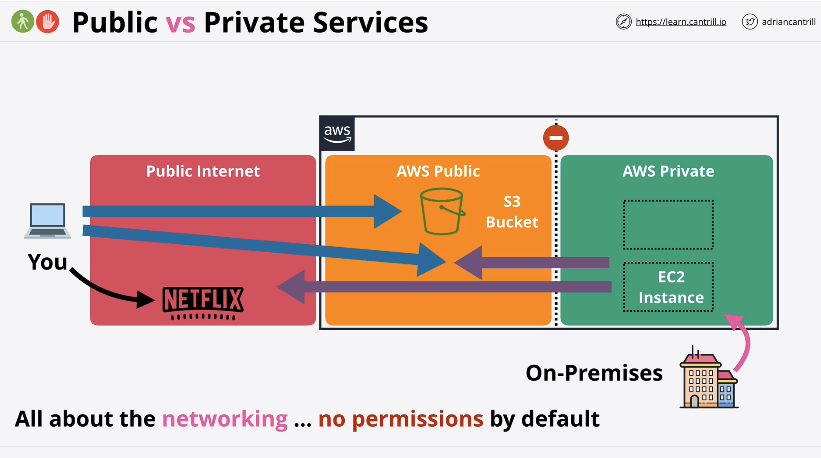 Public vs Private Services
https://learn.cantrill.io
adriancantrill
aws
Public Internet
AWS Public
AWS Private
S3
Bucket
You
NETFLIX
EC2
Instance
On-Premises
All about the networking ... no permissions by default